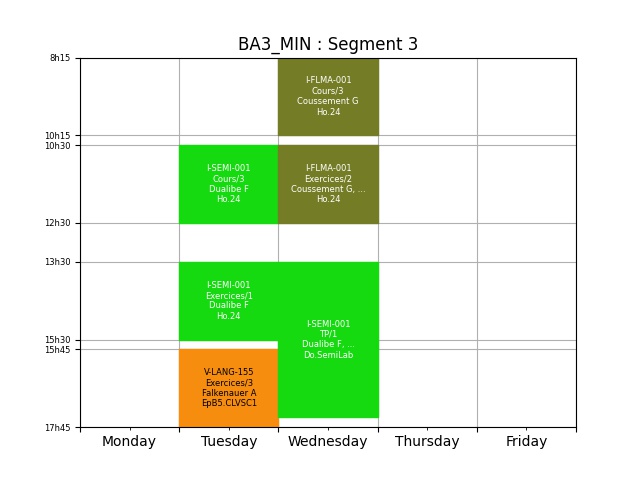 BA3_MIN : Segment 3
8h15
I-FLMA-001
Cours/3
Coussement G
Ho.24
10h15
10h30
I-SEMI-001
Cours/3
Dualibe F
Ho.24
I-FLMA-001
Exercices/2
Coussement G, ...
Ho.24
12h30
13h30
I-SEMI-001
Exercices/1
Dualibe F
Ho.24
I-SEMI-001
TP/1
Dualibe F, ...
Do.SemiLab
15h30
15h45
V-LANG-155
Exercices/3
Falkenauer A
EpB5.CLVSC1
17h45
Monday
Tuesday
Wednesday
Thursday
Friday